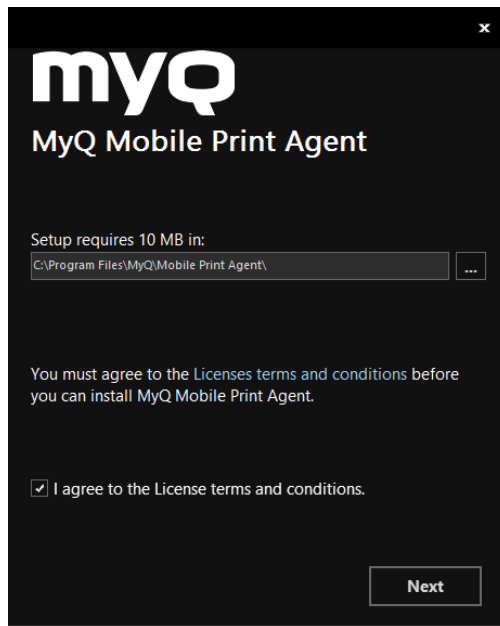 x
myQ
MyQ Mobile Print Agent
Setup requires 10 MB in:
C:\Program Files\MyQ\Mobile Print Agent\
...
You must agree to the Licenses terms and conditions before
you can install MyQ Mobile Print Agent.
I agree to the License terms and conditions.
Next